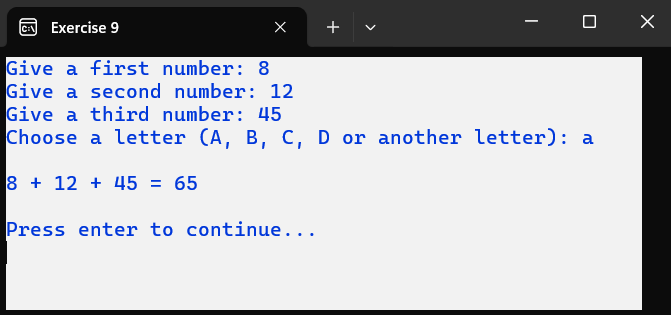 Exercise 9
Give a first number: 8
Give a second number: 12
Give a third number: 45
Choose a letter (A, B, C, D or another letter): a
8 + 12 + 45 = 65
Press enter to continue...